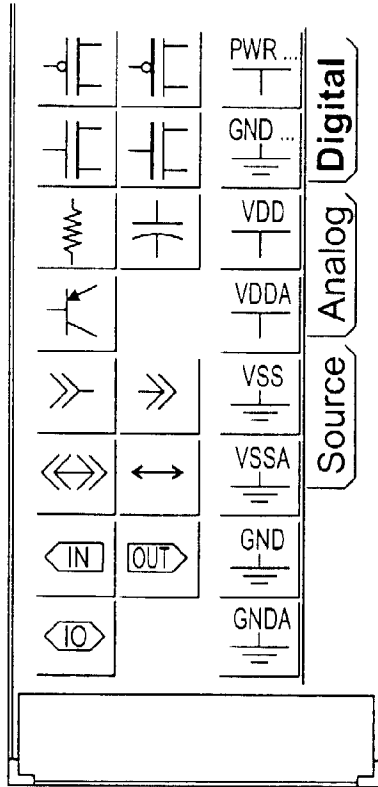 PWR ...
GND ...
VDD
VDDA
VSS
VSSA
IN
OUT
GND
IO
GNDA
Digital
Analog
Source